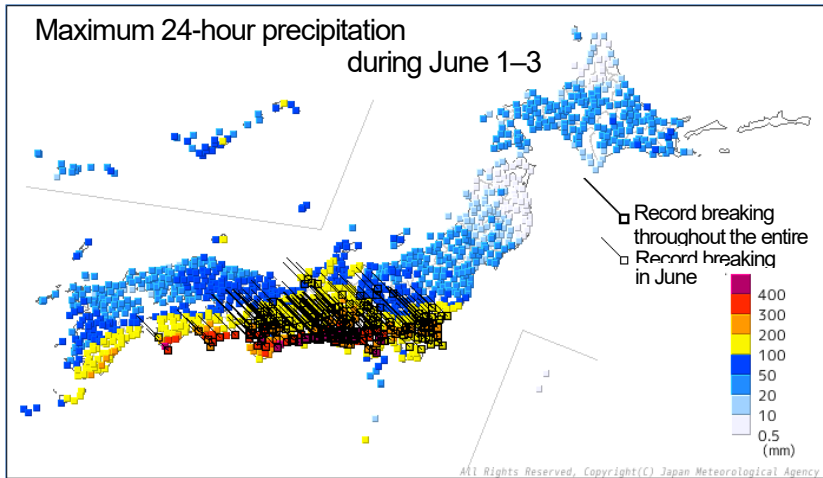 Maximum 24-hour precipitation
during June 1–3
Record breaking
throughout the entire
Record breaking
in June
400
300
200
100
50
20
10
0.5
(mm)
All Rights Reserved, Copyright(C) Japan Meteorological Agency